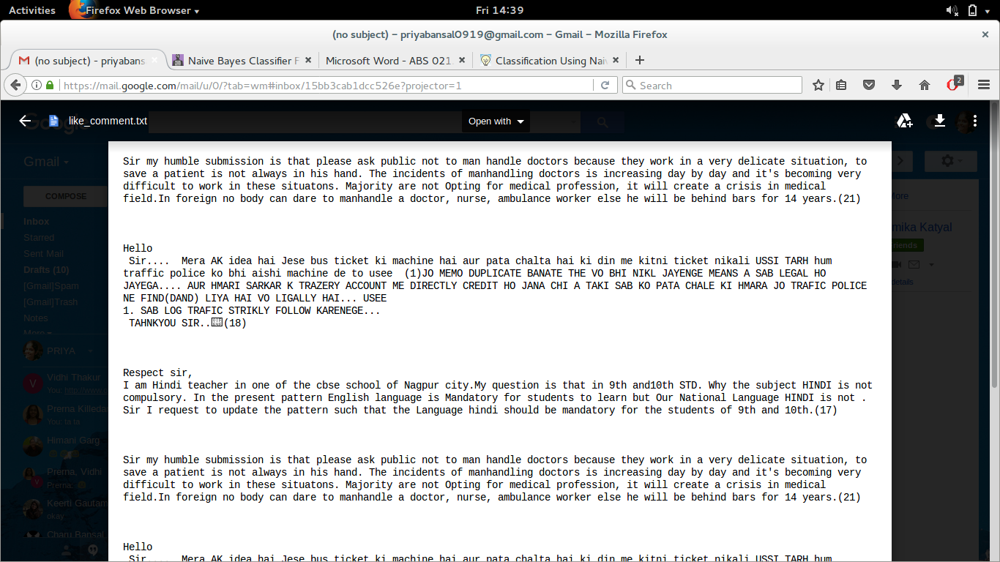 Activities
Firefox Web Browser
Fri 14:39
(no subject) – priyabansal0919@gmail.com – Gmail – Mozilla Firefox
(no subject) – priyabans
Naive Bayes Classifier F
Microsoft Word - ABS 021.
Classification Using Nai
https://mail.google.com/mail/u/0/?tab=wm#inbox/15bb3cab1dcc526e?projector=1
Search
2
like_comment.txt
Open with
Gmail
COMPOSE
More
Inbox
Starred
Sent Mail
Drafts (10)
[Gmail]Spam
[Gmail]Trash
Notes
More
mika Katyal
riends
details
PRIYA
V
Vidhi Thakur
You: http://www.
Prerna Killeda
You: ta ta
Himani Garg
Prerna, Vidhi
V
Prerna:
Keerti Gautam
okay
Charu Bansal
Sir my humble submission is that please ask public not to man handle doctors because they work in a very delicate situation, to
save a patient is not always in his hand. The incidents of manhandling doctors is increasing day by day and it's becoming very
difficult to work in these situatons. Majority are not Opting for medical profession, it will create a crisis in medical
field.In foreign no body can dare to manhandle a doctor, nurse, ambulance worker else he will be behind bars for 14 years.(21)
Hello
Sir.... Mera AK idea hai Jese bus ticket ki machine hai aur pata chalta hai ki din me kitni ticket nikali USSI TARH hum
traffic police ko bhi aishi machine de to usee (1)JO MEMO DUPLICATE BANATE THE VO BHI NIKL JAYENGE MEANS A SAB LEGAL HO
JAYEGA.... AUR HMARI SARKAR K TRAZERY ACCOUNT ME DIRECTLY CREDIT HO JANA CHI A TAKI SAB KO PATA CHALE KI HMARA JO TRAFIC POLICE
NE FIND(DAND) LIYA HAI VO LIGALLY HAI... USEE
1. SAB LOG TRAFIC STRIKLY FOLLOW KARENEGE...
TAHNKYOU SIR..(18)
Respect sir,
I am Hindi teacher in one of the cbse school of Nagpur city.My question is that in 9th and10th STD. Why the subject HINDI is not
compulsory. In the present pattern English language is Mandatory for students to learn but Our National Language HINDI is not .
Sir I request to update the pattern such that the Language hindi should be mandatory for the students of 9th and 10th.(17)
Sir my humble submission is that please ask public not to man handle doctors because they work in a very delicate situation, to
save a patient is not always in his hand. The incidents of manhandling doctors is increasing day by day and it's becoming very
difficult to work in these situatons. Majority are not Opting for medical profession, it will create a crisis in medical
field.In foreign no body can dare to manhandle a doctor, nurse, ambulance worker else he will be behind bars for 14 years.(21)
Hello
Sir.... Mera AK idea hai Jese bus ticket ki machine hai aur pata chalta hai ki din me kitni ticket nikali USSI TARH hum